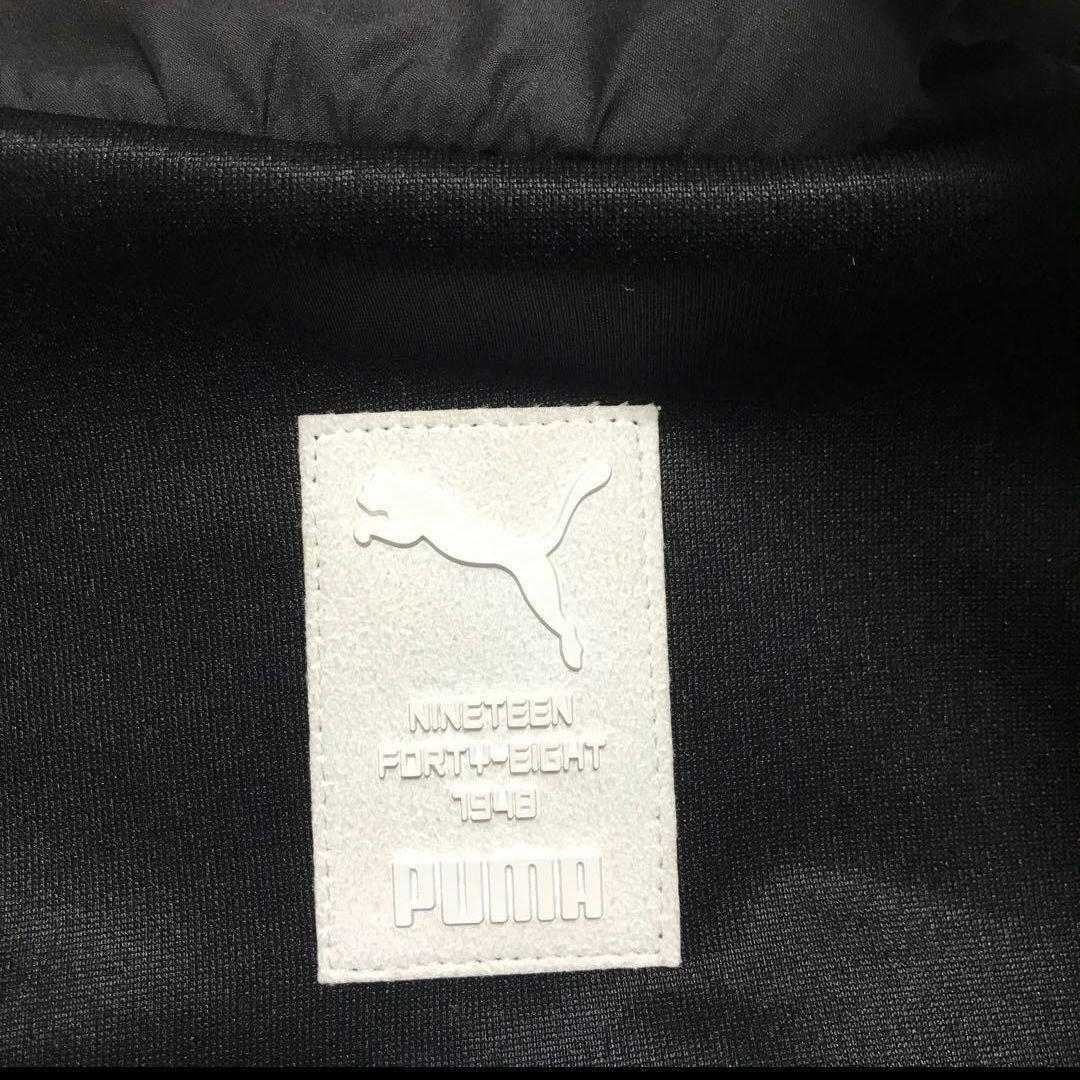 NINETEEN
FORTY-EIGHT
1948
PUMA